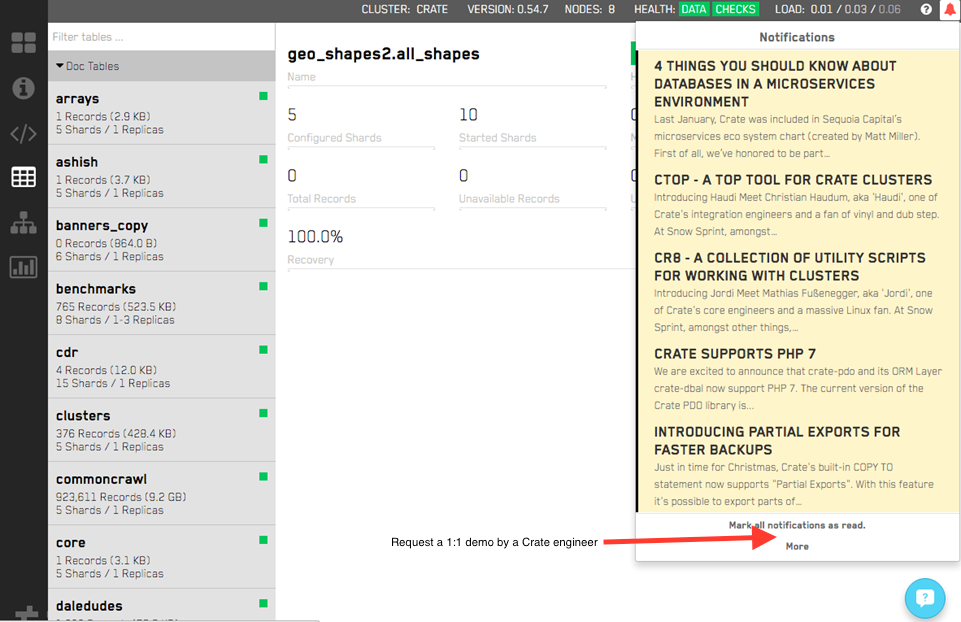 CLUSTER: CRATE VERSION: 0.54.7 NODES: 8 HEALTH: DATA CHECKS LOAD: 0.01 / 0.03 / 0.06
Filter tables ...
Doc Tables
arrays
1 Records (2.9 KB)
5 Shards / 1 Replicas
ashish
1 Records (3.7 KB)
5 Shards / 1 Replicas
banners_copy
0 Records (864.0 B)
6 Shards / 1 Replicas
benchmarks
765 Records (523.5 KB)
8 Shards / 1-3 Replicas
cdr
4 Records (12.0 KB)
15 Shards / 1 Replicas
clusters
376 Records (428.4 KB)
5 Shards / 1 Replicas
commoncrawl
923,611 Records (9.2 GB)
5 Shards / 1 Replicas
core
1 Records (3.1 KB)
5 Shards / 1 Replicas
daledudes
geo_shapes2.all_shapes
Name
5
Configured Shards
10
Started Shards
0
Total Records
0
Unavailable Records
100.0%
Recovery
Notifications
4 THINGS YOU SHOULD KNOW ABOUT
DATABASES IN A MICROSERVICES
ENVIRONMENT
Last January, Crate was included in Sequoia Capital's
microservices eco system chart (created by Matt Miller).
First of all, we've honored to be part...
CTOP - A TOP TOOL FOR CRATE CLUSTERS
Introducing Haudi Meet Christian Haudum, aka 'Haudi', one of
Crate's integration engineers and a fan of vinyl and dub step.
At Snow Sprint, amongst...
CR8 - A COLLECTION OF UTILITY SCRIPTS
FOR WORKING WITH CLUSTERS
Introducing Jordi Meet Mathias Fußenegger, aka 'Jordi', one
of Crate's core engineers and a massive Linux fan. At Snow
Sprint, amongst other things,...
CRATE SUPPORTS PHP 7
We are excited to announce that crate-pdo and its ORM Layer
crate-dbal now support PHP 7. The current version of the
Crate PDO library is...
INTRODUCING PARTIAL EXPORTS FOR
FASTER BACKUPS
Just in time for Christmas, Crate's built-in COPY TO
statement now supports "Partial Exports". With this feature
it's possible to export parts of...
Mark all notifications as read.
Request a 1:1 demo by a Crate engineer
More